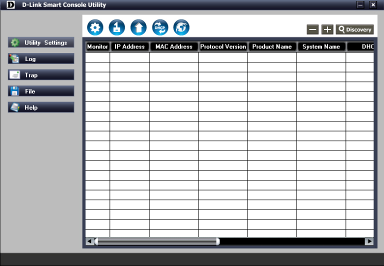 D-Link Smart Console Utility
Discovery
Utility Settings
Log
Trap
File
Help
Monitor IP Address MAC Address Protocol Version Product Name System Name DHC